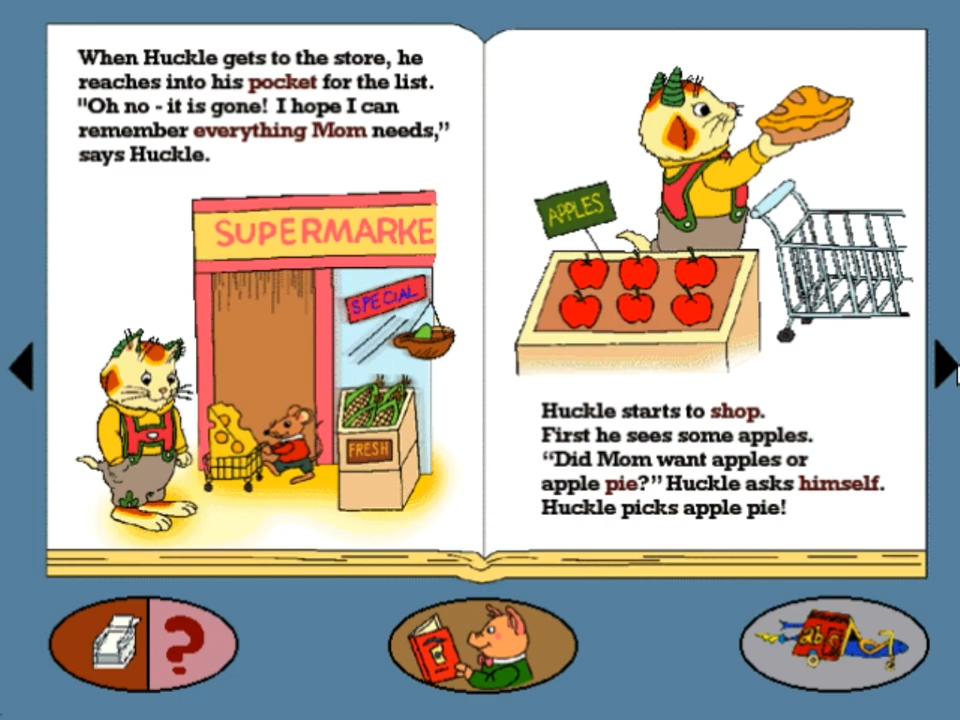 When Huckle gets to the store, he
reaches into his pocket for the list.
"Oh no - it is gone! I hope I can
remember everything Mom needs,”
says Huckle.
SUPERMARKE
SPECIAL
FRESH
APPLES
Huckle starts to shop.
First he sees some apples.
“Did Mom want apples or
apple pie?” Huckle asks himself.
Huckle picks apple pie!
?
abs